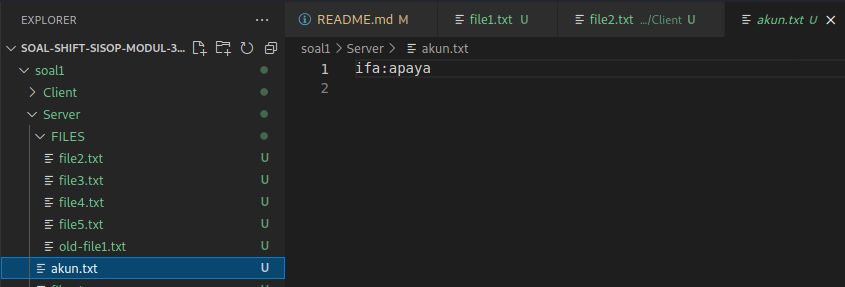 EXPLORER
SOAL-SHIFT-SISOP-MODUL-3...
soal1
Client
Server
FILES
file2.txt U
file3.txt U
file4.txt U
file5.txt U
old-file1.txt U
akun.txt U
README.md M
file1.txt U
file2.txt .../Client U
akun.txt U
soal1 > Server > akun.txt
1 ifa:apaya
2